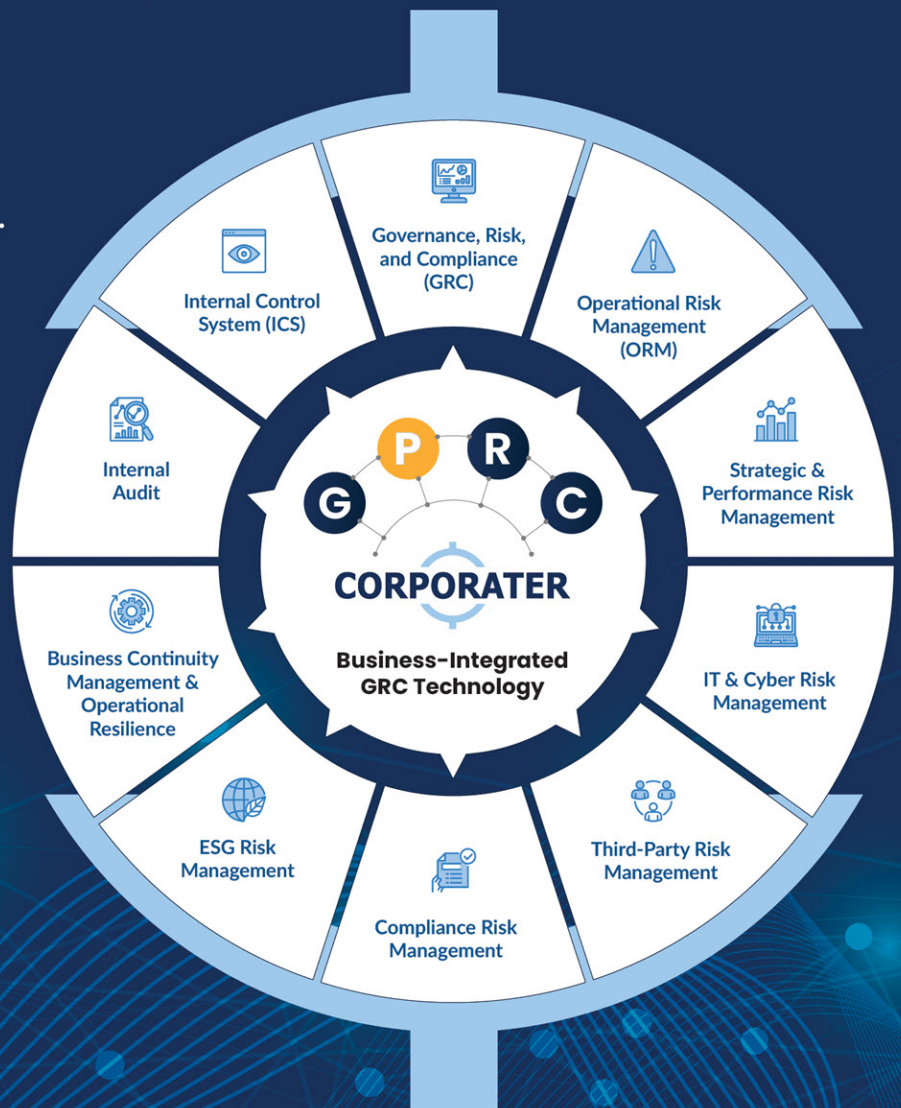 Governance, Risk,
and Compliance
(GRC)
Operational Risk
Management
(ORM)
Strategic &
Performance Risk
Management
IT & Cyber Risk
Management
Third-Party Risk
Management
Compliance Risk
Management
ESG Risk
Management
Business Continuity
Management &
Operational
Resilience
Internal
Audit
Internal Control
System (ICS)
G P R C
CORPORATER
Business-Integrated
GRC Technology